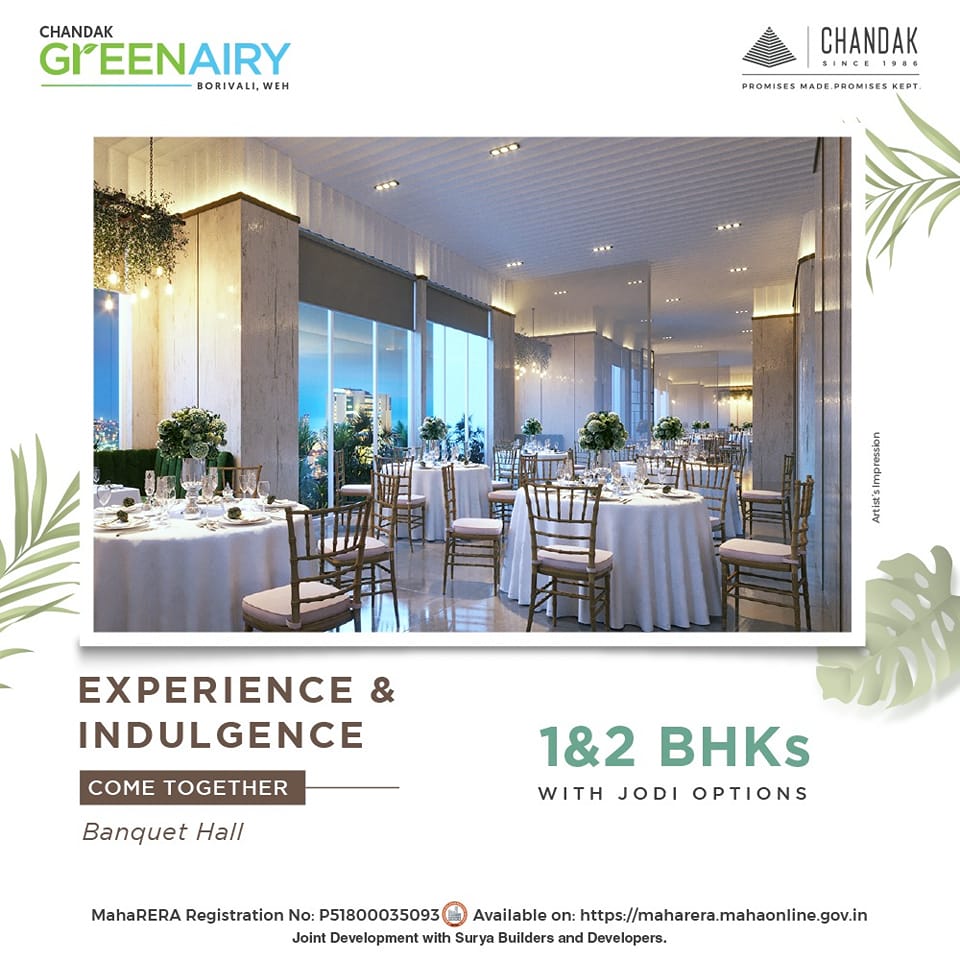 CHANDAK
GrEENAIRY
BORIVALI, WEH
CHANDAK
SINCE 1986
PROMISES MADE.PROMISES KEPT.
Artist's Impression
EXPERIENCE &
INDULGENCE
COME TOGETHER
Banquet Hall
1&2 BHKs
WITH JODI OPTIONS
MahaRERA Registration No: P51800035093 Available on: https://maharera.mahaonline.gov.in
Joint Development with Surya Builders and Developers.